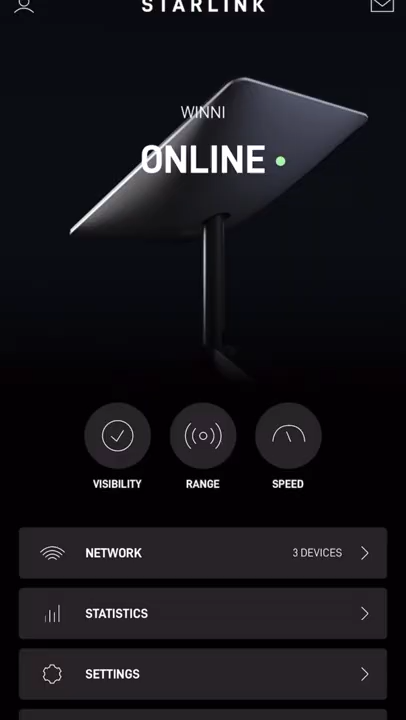 STARLINK
WINNI
ONLINE
VISIBILITY
RANGE
SPEED
NETWORK
3 DEVICES
STATISTICS
SETTINGS